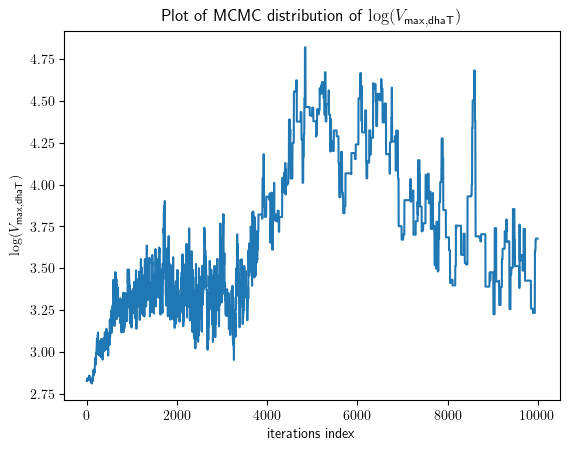 Plot of MCMC distribution of log(V_max,dhaT)
log(V_max,dhaT)
4.75
4.50
4.25
4.00
3.75
3.50
3.25
3.00
2.75
0 2000 4000 6000 8000 10000
iterations index